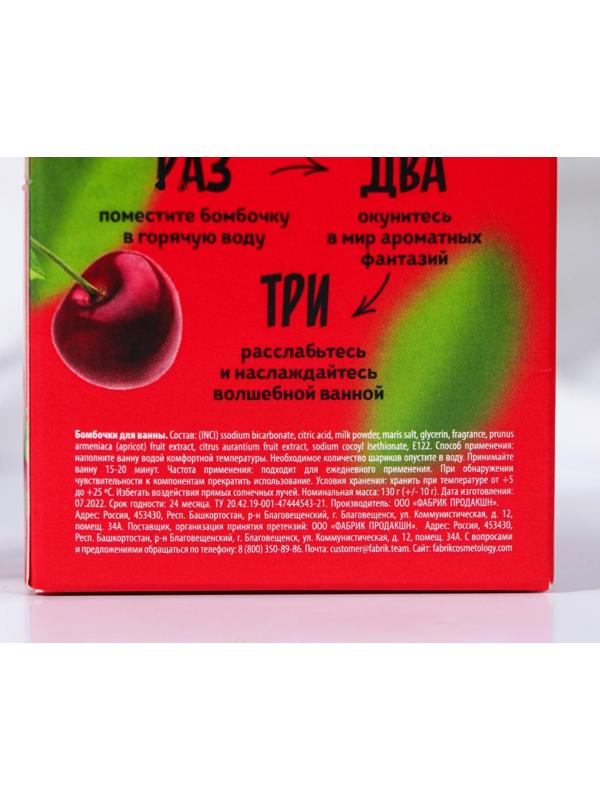 РАЗ
ДВА
поместите бомбочку
в горячую воду
окунитесь
в мир ароматных
фантазий
ТРИ
расслабьтесь
и наслаждайтесь
волшебной ванной
Бомбочки для ванны. Состав: (INCI) ssodium bicarbonate, citric acid, milk powder, maris salt, glycerin, fragrance, prunus
armeniaca (apricot) fruit extract, citrus aurantium fruit extract, sodium cocoyl isethionate, E122. Способ применения:
наполните ванну водой комфортной температуры. Необходимое количество шариков опустите в воду. Принимайте
ванну 15-20 минут. Частота применения: подходит для ежедневного применения. При обнаружении
чувствительности к компонентам прекратить использование. Условия хранения: хранить при температуре от +5
до +25 ºС. Избегать воздействия прямых солнечных лучей. Номинальная масса: 130 г (+/- 10 г). Дата изготовления:
07.2022. Срок годности: 24 месяца. ТУ 20.42.19-001-47444543-21. Производитель: ООО «ФАБРИК ПРОДАКШН».
Адрес: Россия, 453430, Респ. Башкортостан, р-н Благовещенский, г. Благовещенск, ул. Коммунистическая, д. 12,
помещ. 34А. Поставщик, организация принятия претензий: ООО «ФАБРИК ПРОДАКШН». Адрес: Россия, 453430,
Респ. Башкортостан, р-н Благовещенский, г. Благовещенск, ул. Коммунистическая, д. 12, помещ. 34А. С вопросами
и предложениями обращаться по телефону: 8 (800) 350-89-86. Почта: customer@fabrik.team. Сайт: fabrikcosmetology.com